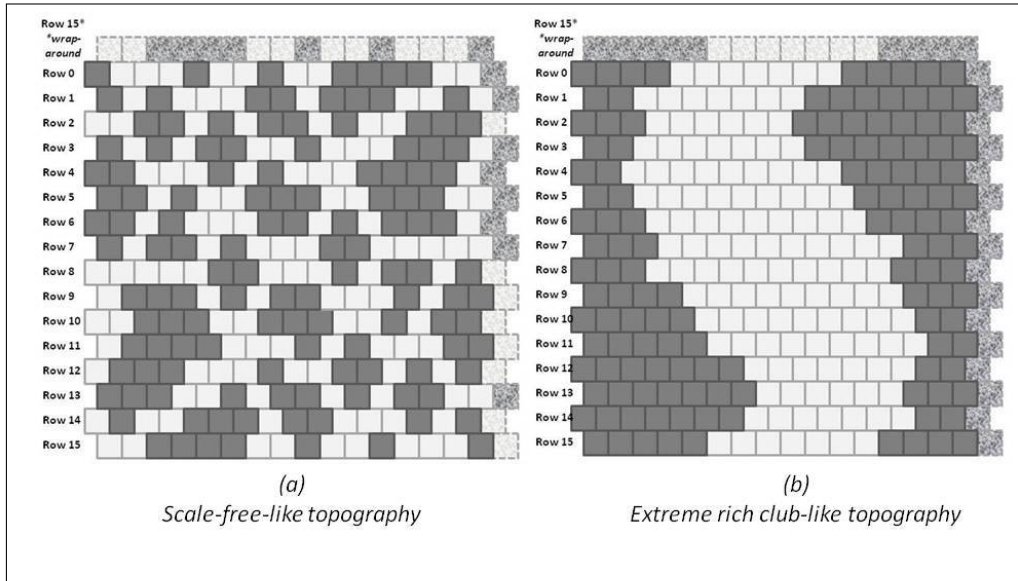 Row 15*
*wrap-
around
Row 0
Row 1
Row 2
Row 3
Row 4
Row 5
Row 6
Row 7
Row 8
Row 9
Row 10
Row 11
Row 12
Row 13
Row 14
Row 15
(a)
Scale-free-like topography
Row 15*
*wrap-
around
Row 0
Row 1
Row 2
Row 3
Row 4
Row 5
Row 6
Row 7
Row 8
Row 9
Row 10
Row 11
Row 12
Row 13
Row 14
Row 15
(b)
Extreme rich club-like topography